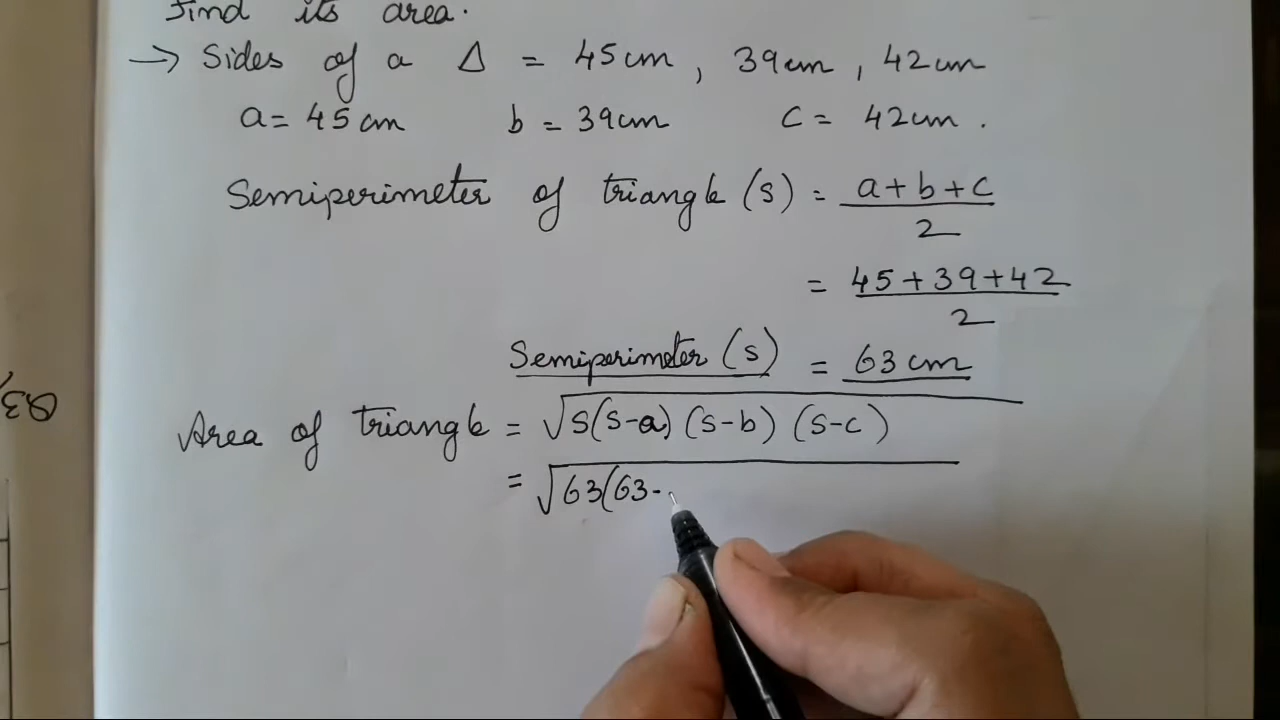 Find its area.
→ Sides of a Δ = 45cm, 39cm, 42cm
a = 45cm b = 39cm c = 42cm.
Semiperimeter of triangle (s) = a+b+c
2
= 45+39+42
2
Semiperimeter (s) = 63 cm
Area of triangle = √s(s-a)(s-b)(s-c)
= √63(63-
Q3,